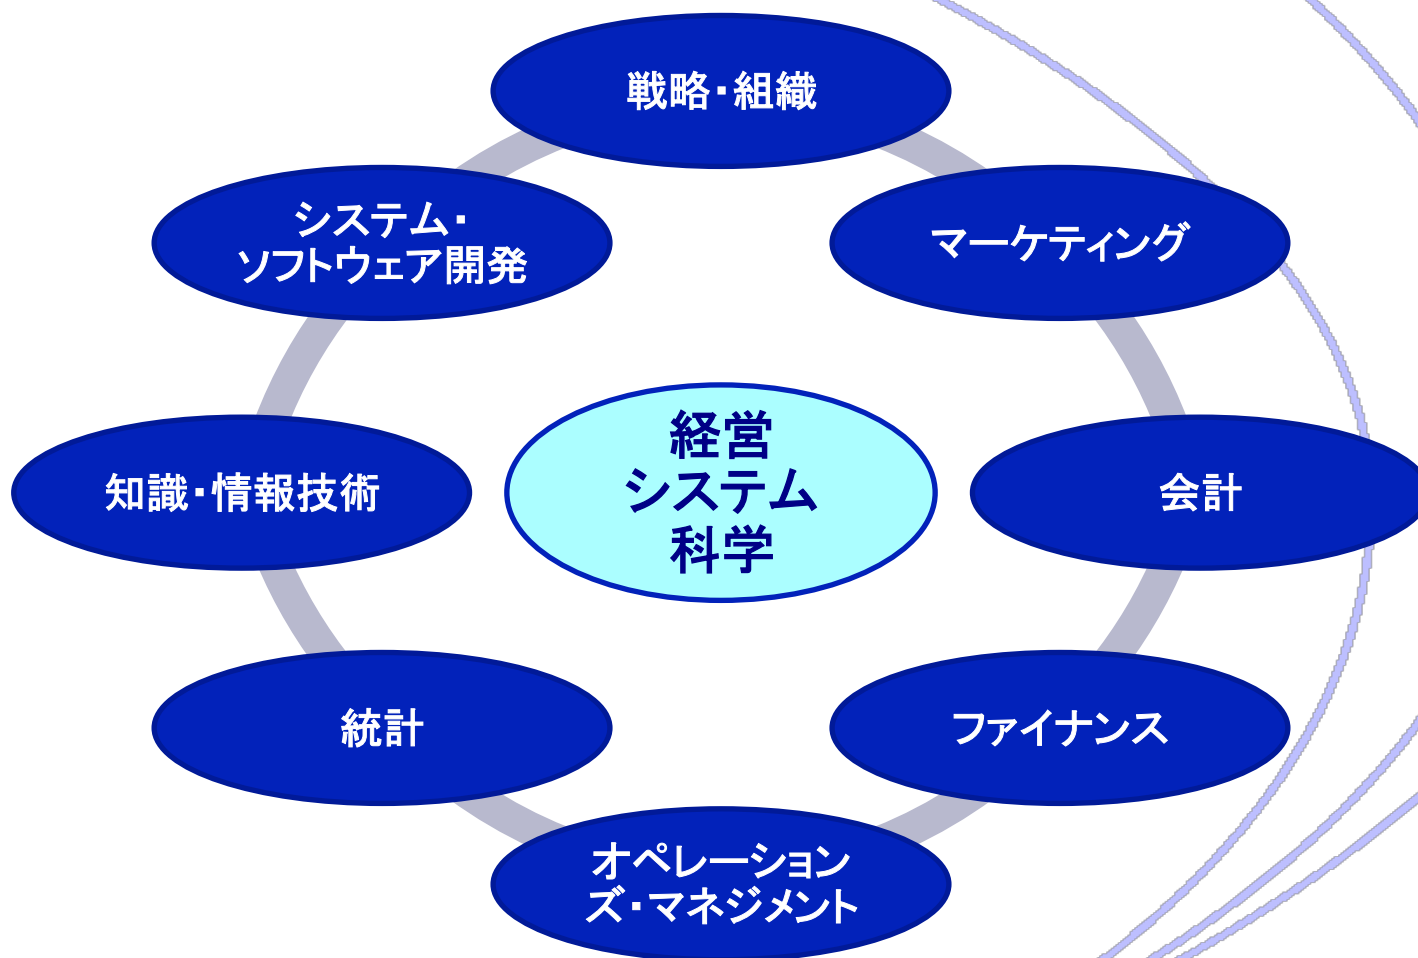 戦略・組織
システム・
ソフトウェア開発
マーケティング
経営
システム
科学
知識・情報技術
会計
統計
ファイナンス
オペレーション
ズ・マネジメント